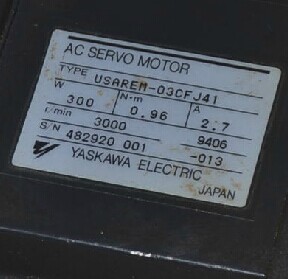 AC SERVO MOTOR
TYPE USAREM-03CFJ41
W 300 N·m 0.96 A 2.7
r/min 3000 9406
S/N 482920 001 -013
YASKAWA ELECTRIC
JAPAN